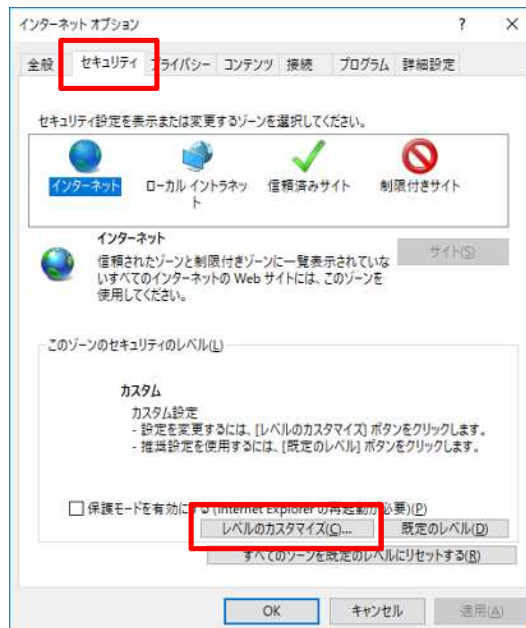 インターネット オプション ? ×
全般 セキュリティ プライバシー コンテンツ 接続 プログラム 詳細設定
セキュリティ設定を表示または変更するゾーンを選択してください。
インターネット ローカル イントラネッ 信頼済みサイト 制限付きサイト
ト
インターネット
サイト(S)
信頼されたゾーンと制限付きゾーンに一覧表示されていな
いすべてのインターネットの Web サイトには、このゾーンを
使用してください。
このゾーンのセキュリティのレベル(L)
カスタム
カスタム設定
- 設定を変更するには、[レベルのカスタマイズ] ボタンをクリックします。
- 推奨設定を使用するには、[既定のレベル] ボタンをクリックします。
保護モードを有効にする (Internet Explorer の再起動が必要)(P)
レベルのカスタマイズ(C)... 既定のレベル(D)
すべてのゾーンを既定のレベルにリセットする(R)
OK キャンセル 適用(A)